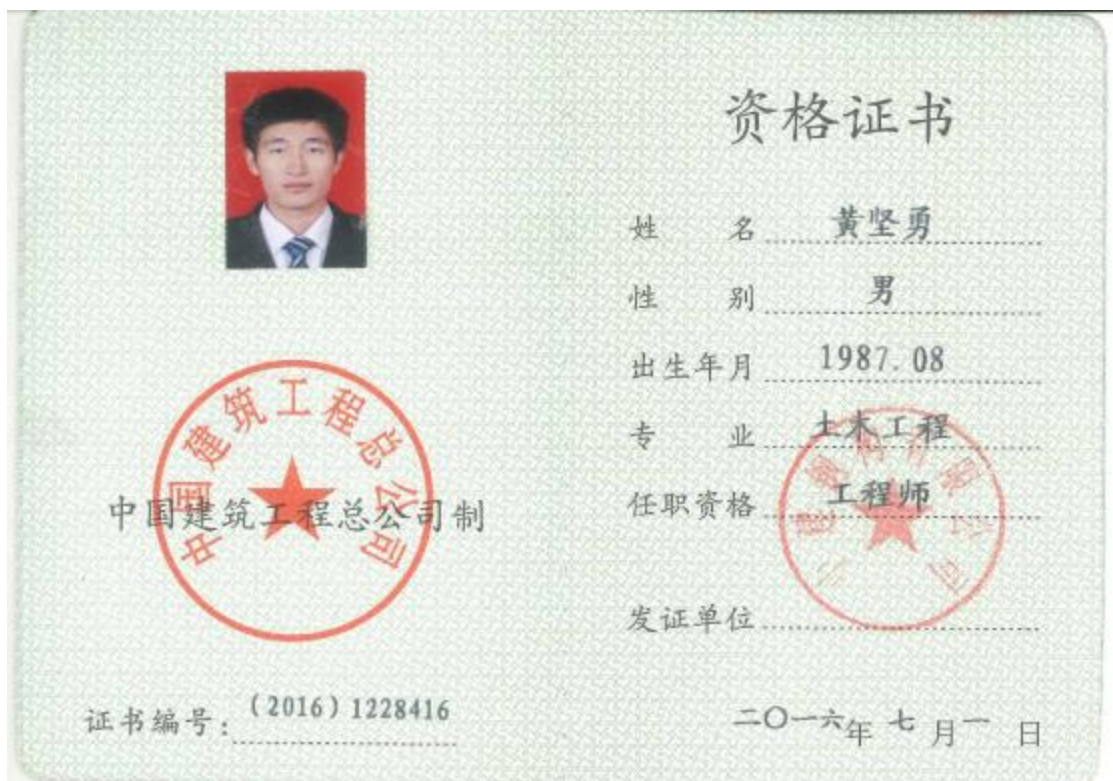 资格证书
姓名 黄坚勇
性别 男
出生年月 1987.08
专业 土木工程
任职资格 工程师
发证单位
二〇一六年七月一日
中国建筑工程总公司
中国建筑工程总公司制
证书编号：(2016)1228416